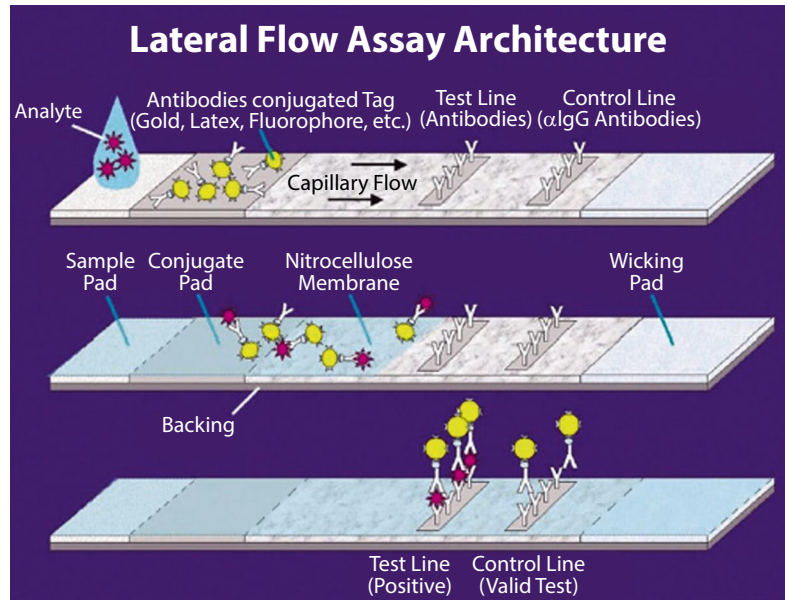 Lateral Flow Assay Architecture
Analyte
Antibodies conjugated Tag
(Gold, Latex, Fluorophore, etc.)
Test Line
(Antibodies)
Control Line
(αIgG Antibodies)
Capillary Flow
Sample
Pad
Conjugate
Pad
Nitrocellulose
Membrane
Wicking
Pad
Backing
Test Line
(Positive)
Control Line
(Valid Test)